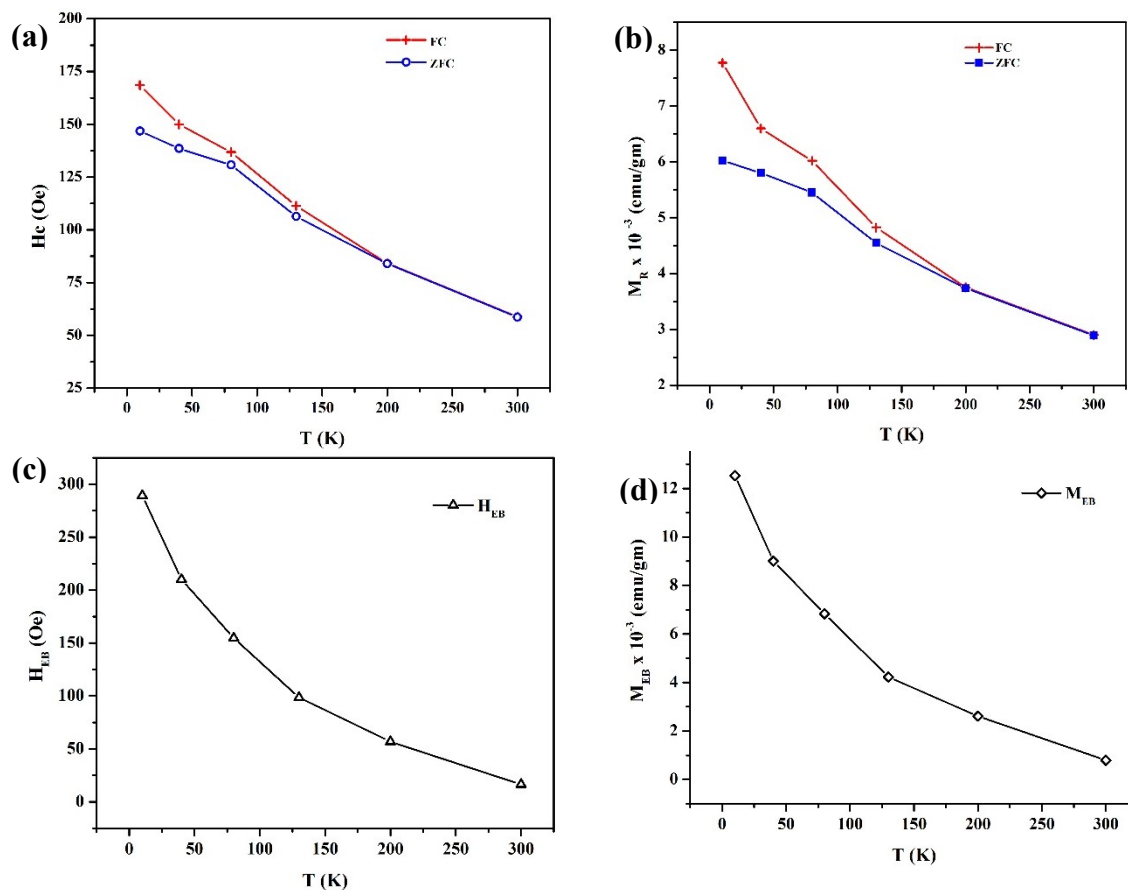 (a)
200
175
150
125
100
75
50
25
Hc (Oe)
FC
ZFC
0 50 100 150 200 250 300
T (K)
(b)
8
7
6
5
4
3
2
M_R x 10^-3 (emu/gm)
FC
ZFC
0 50 100 150 200 250 300
T (K)
(c)
300
250
200
150
100
50
0
H_EB (Oe)
H_EB
0 50 100 150 200 250 300
T (K)
(d)
12
10
8
6
4
2
0
M_EB x 10^-3 (emu/gm)
M_EB
0 50 100 150 200 250 300
T (K)